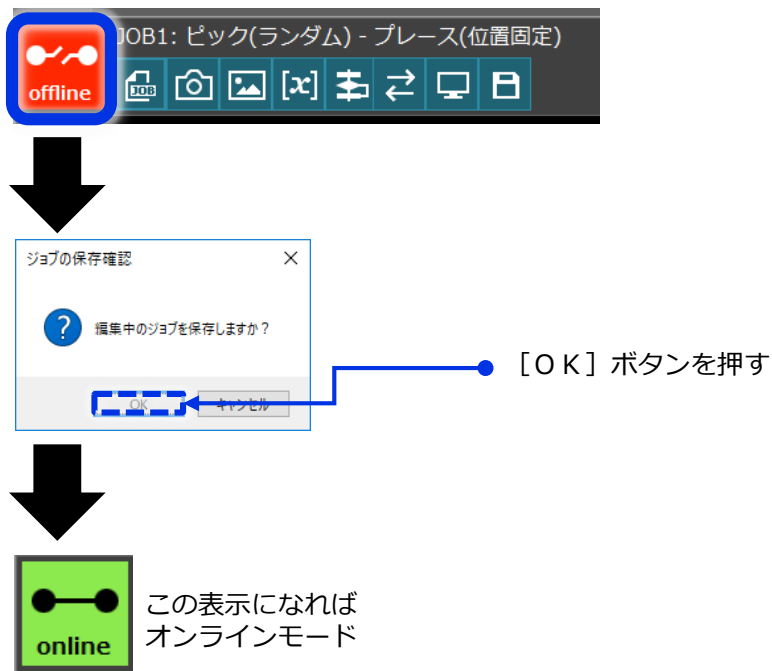 JOB1: ピック(ランダム) - プレース(位置固定)
offline
JOB
[x]
ジョブの保存確認
編集中のジョブを保存しますか？
OK
キャンセル
［ＯＫ］ボタンを押す
この表示になれば
オンラインモード
online